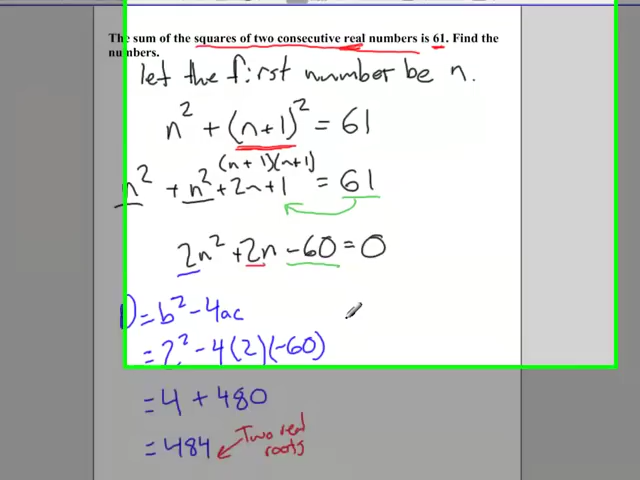 The sum of the squares of two consecutive real numbers is 61. Find the
numbers.
let the first number be n.
n² + (n+1)² = 61
(n+1)(n+1)
n² + n² + 2n + 1 = 61
2n² + 2n - 60 = 0
D = b² - 4ac
= 2² - 4(2)(-60)
= 4 + 480
= 484
Two real
roots